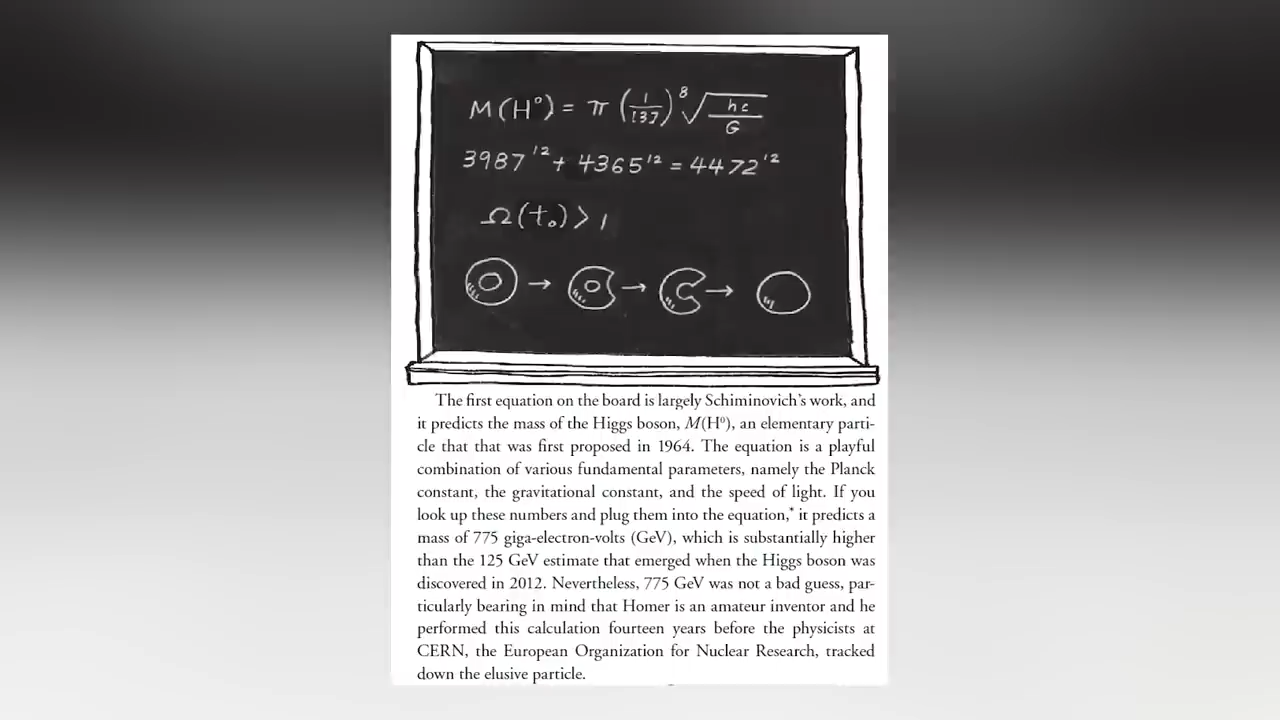 M(H⁰) = π (1/137)⁸ √(hc/G)
3987¹² + 4365¹² = 4472¹²
Ω(t₀) > 1
The first equation on the board is largely Schiminovich's work, and
it predicts the mass of the Higgs boson, M(H⁰), an elementary parti-
cle that that was first proposed in 1964. The equation is a playful
combination of various fundamental parameters, namely the Planck
constant, the gravitational constant, and the speed of light. If you
look up these numbers and plug them into the equation,* it predicts a
mass of 775 giga-electron-volts (GeV), which is substantially higher
than the 125 GeV estimate that emerged when the Higgs boson was
discovered in 2012. Nevertheless, 775 GeV was not a bad guess, par-
ticularly bearing in mind that Homer is an amateur inventor and he
performed this calculation fourteen years before the physicists at
CERN, the European Organization for Nuclear Research, tracked
down the elusive particle.